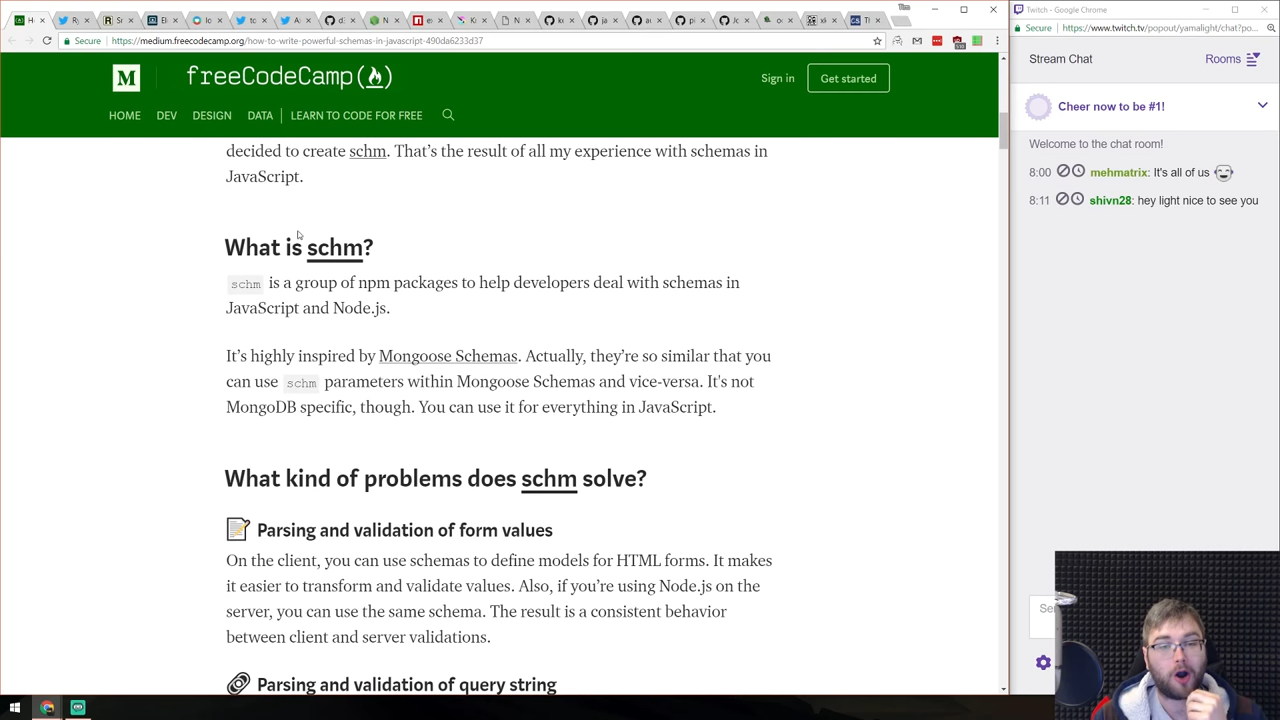 Secure
https://medium.freecodecamp.org/how-to-write-powerful-schemas-in-javascript-490da6233d37
M
freeCodeCamp
Sign in
Get started
HOME
DEV
DESIGN
DATA
LEARN TO CODE FOR FREE
decided to create schm. That's the result of all my experience with schemas in
JavaScript.
What is schm?
schm is a group of npm packages to help developers deal with schemas in
JavaScript and Node.js.
It's highly inspired by Mongoose Schemas. Actually, they're so similar that you
can use schm parameters within Mongoose Schemas and vice-versa. It's not
MongoDB specific, though. You can use it for everything in JavaScript.
What kind of problems does schm solve?
Parsing and validation of form values
On the client, you can use schemas to define models for HTML forms. It makes
it easier to transform and validate values. Also, if you're using Node.js on the
server, you can use the same schema. The result is a consistent behavior
between client and server validations.
Parsing and validation of query string
Twitch - Google Chrome
Secure
https://www.twitch.tv/popout/yamalight/chat?po...
Stream Chat
Rooms
Cheer now to be #1!
Welcome to the chat room!
8:00 mehmatrix: It's all of us
8:11 shivn28: hey light nice to see you